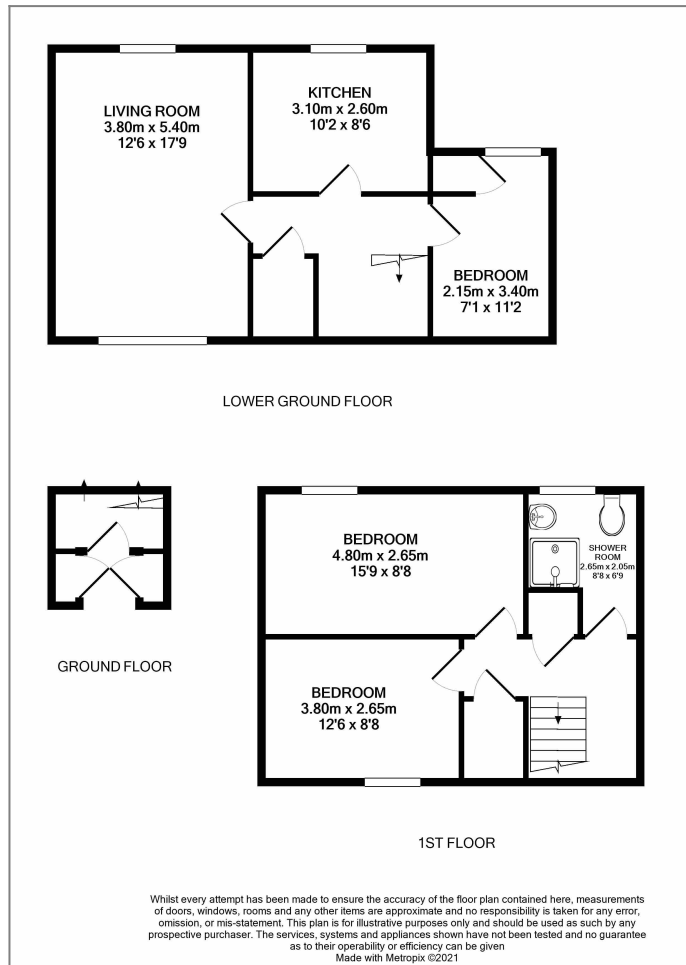 LIVING ROOM
3.80m x 5.40m
12'6 x 17'9
KITCHEN
3.10m x 2.60m
10'2 x 8'6
BEDROOM
2.15m x 3.40m
7'1 x 11'2
LOWER GROUND FLOOR
GROUND FLOOR
BEDROOM
4.80m x 2.65m
15'9 x 8'8
SHOWER
ROOM
2.65m x 2.05m
8'8 x 6'9
BEDROOM
3.80m x 2.65m
12'6 x 8'8
1ST FLOOR
Whilst every attempt has been made to ensure the accuracy of the floor plan contained here, measurements
of doors, windows, rooms and any other items are approximate and no responsibility is taken for any error,
omission, or mis-statement. This plan is for illustrative purposes only and should be used as such by any
prospective purchaser. The services, systems and appliances shown have not been tested and no guarantee
as to their operability or efficiency can be given
Made with Metropix ©2021